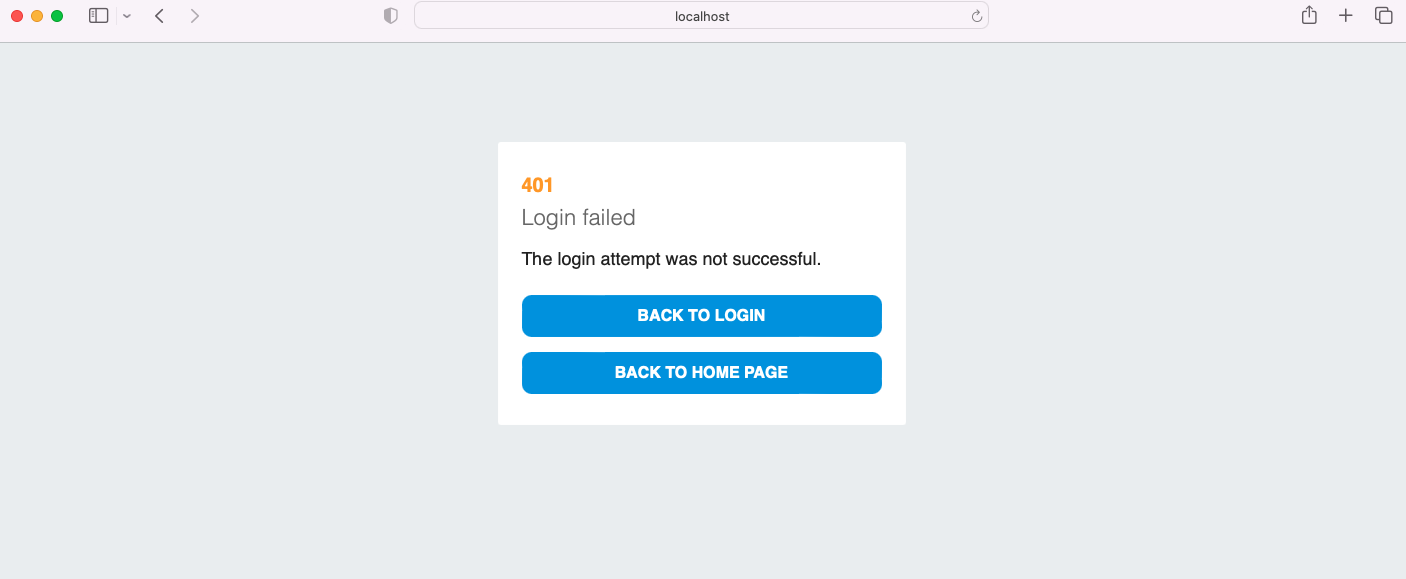 localhost
401
Login failed
The login attempt was not successful.
BACK TO LOGIN
BACK TO HOME PAGE